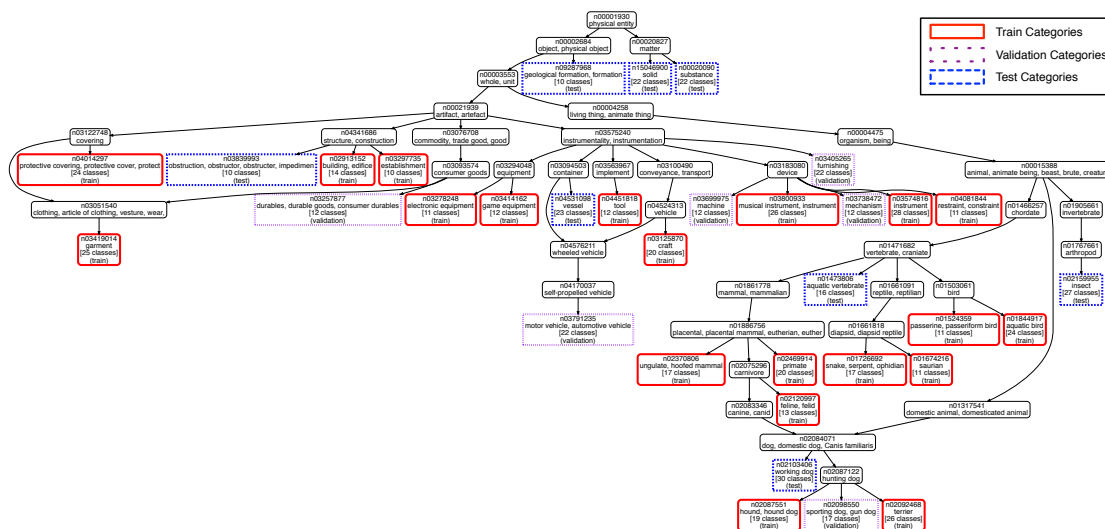 n00001930
physical entity
n00002684
object, physical object
n00020827
matter
Train Categories
Validation Categories
Test Categories
n00003553
whole, unit
n09287968
geological formation, formation
[10 classes]
(test)
n15046900
solid
[22 classes]
(test)
n00020090
substance
[22 classes]
(test)
n00021939
artifact, artefact
n00004258
living thing, animate thing
n03122748
covering
n04341686
structure, construction
n03076708
commodity, trade good, good
n03575240
instrumentality, instrumentation
n00004475
organism, being
n04014297
protective covering, protective cover, protect
[24 classes]
(train)
n03839993
obstruction, obstructor, obstructer, impedimen
[10 classes]
(test)
n02913152
building, edifice
[14 classes]
(train)
n03297735
establishment
[10 classes]
(train)
n03093574
consumer goods
n03294048
equipment
n03094503
container
n03563967
implement
n03100490
conveyance, transport
n03183080
device
n03405265
furnishing
[22 classes]
(validation)
n00015388
animal, animate being, beast, brute, creature
n03051540
clothing, article of clothing, vesture, wear,
n03257877
durables, durable goods, consumer durables
[12 classes]
(validation)
n03278248
electronic equipment
[11 classes]
(train)
n03414162
game equipment
[12 classes]
(train)
n04531098
vessel
[23 classes]
(test)
n04451818
tool
[12 classes]
(train)
n04524313
vehicle
n03699975
machine
[12 classes]
(validation)
n03800933
musical instrument, instrument
[26 classes]
(train)
n03738472
mechanism
[12 classes]
(validation)
n03574816
instrument
[28 classes]
(train)
n04081844
restraint, constraint
[11 classes]
(train)
n01466257
chordate
n01905661
invertebrate
n03419014
garment
[25 classes]
(train)
n04576211
wheeled vehicle
n03125870
craft
[20 classes]
(train)
n01471682
vertebrate, craniate
n01767661
arthropod
n04170037
self-propelled vehicle
n01861778
mammal, mammalian
n01473806
aquatic vertebrate
[16 classes]
(test)
n01661091
reptile, reptilian
n01503061
bird
n02159955
insect
[27 classes]
(test)
n03791235
motor vehicle, automotive vehicle
[22 classes]
(validation)
n01886756
placental, placental mammal, eutherian, euther
n01661818
diapsid, diapsid reptile
n01524359
passerine, passeriform bird
[11 classes]
(train)
n01844917
aquatic bird
[24 classes]
(train)
n02370806
ungulate, hoofed mammal
[17 classes]
(train)
n02075296
carnivore
n02469914
primate
[20 classes]
(train)
n01726692
snake, serpent, ophidian
[17 classes]
(train)
n01674216
saurian
[11 classes]
(train)
n02083346
canine, canid
n02120997
feline, felid
[13 classes]
(train)
n01317541
domestic animal, domesticated animal
n02084071
dog, domestic dog, Canis familiaris
n02103406
working dog
[30 classes]
(test)
n02087122
hunting dog
n02087551
hound, hound dog
[19 classes]
(train)
n02098550
sporting dog, gun dog
[17 classes]
(validation)
n02092468
terrier
[26 classes]
(train)